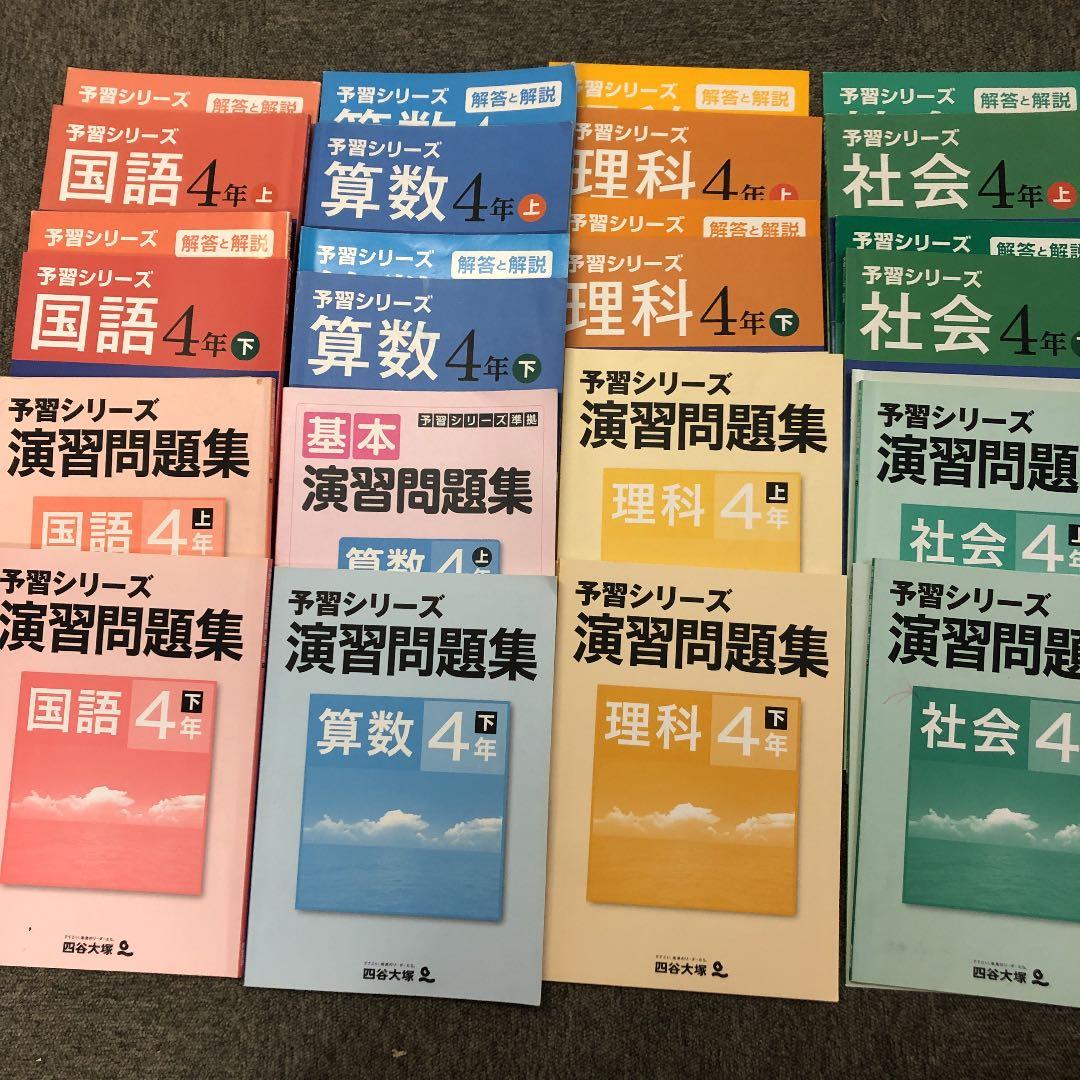 予習シリーズ
解答と解説
予習シリーズ
国語 4年 上
予習シリーズ
解答と解説
予習シリーズ
国語 4年 下
予習シリーズ
演習問題集
国語 4年 上
予習シリーズ
演習問題集
国語 4年 下
四谷大塚
予習シリーズ
解答と解説
算数
予習シリーズ
算数 4年 上
解答と解説
予習シリーズ
算数 4年 下
基本
予習シリーズ準拠
演習問題集
算数 4年 上
予習シリーズ
演習問題集
算数 4年 下
四谷大塚
予習シリーズ
解答と解説
予習シリーズ
理科 4年 上
予習シリーズ
解答と解説
予習シリーズ
理科 4年 下
予習シリーズ
演習問題集
理科 4年 上
予習シリーズ
演習問題集
理科 4年 下
四谷大塚
予習シリーズ
解答と解説
予習シリーズ
社会 4年 上
予習シリーズ
解答と解説
予習シリーズ
社会 4年
予習シリーズ
演習問題
社会 4年 上
予習シリーズ
演習問題
社会 4
四谷大塚